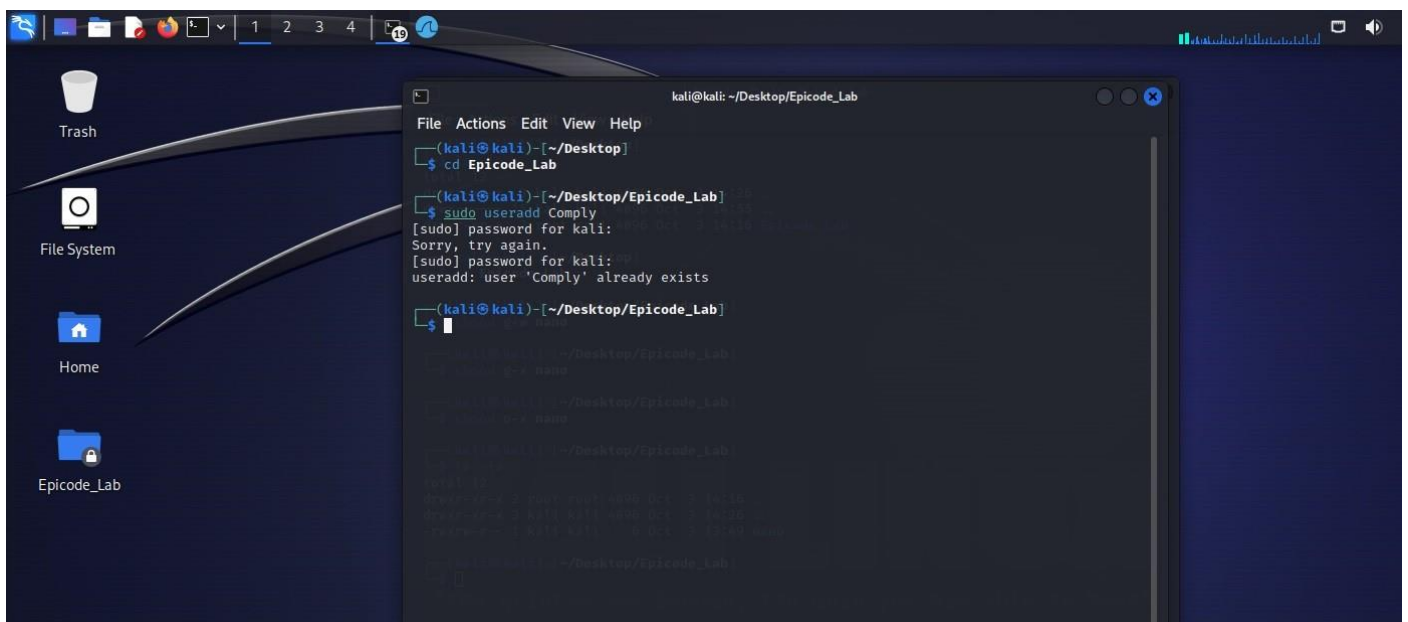 1 2 3 4 19
Trash
File System
Home
Epicode_Lab
kali@kali: ~/Desktop/Epicode_Lab
File Actions Edit View Help
(kali㉿kali)-[~/Desktop]
$ cd Epicode_Lab
(kali㉿kali)-[~/Desktop/Epicode_Lab]
$ sudo useradd Comply
[sudo] password for kali:
Sorry, try again.
[sudo] password for kali:
useradd: user 'Comply' already exists
(kali㉿kali)-[~/Desktop/Epicode_Lab]
$